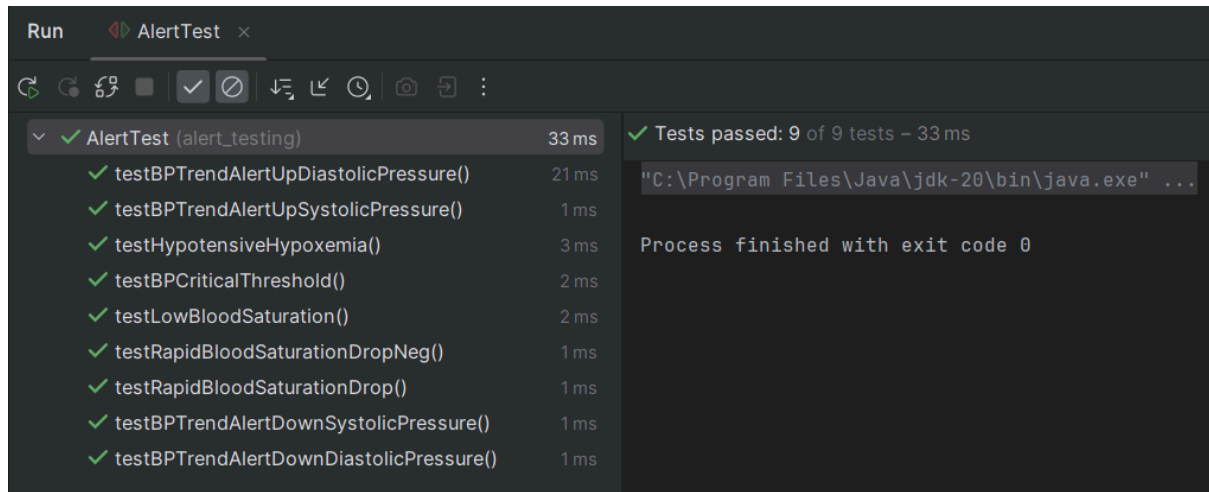 Run AlertTest ×
AlertTest (alert_testing) 33 ms
testBPTrendAlertUpDiastolicPressure() 21 ms
testBPTrendAlertUpSystolicPressure() 1 ms
testHypotensiveHypoxemia() 3 ms
testBPCriticalThreshold() 2 ms
testLowBloodSaturation() 2 ms
testRapidBloodSaturationDropNeg() 1 ms
testRapidBloodSaturationDrop() 1 ms
testBPTrendAlertDownSystolicPressure() 1 ms
testBPTrendAlertDownDiastolicPressure() 1 ms
Tests passed: 9 of 9 tests – 33 ms
"C:\Program Files\Java\jdk-20\bin\java.exe" ...
Process finished with exit code 0